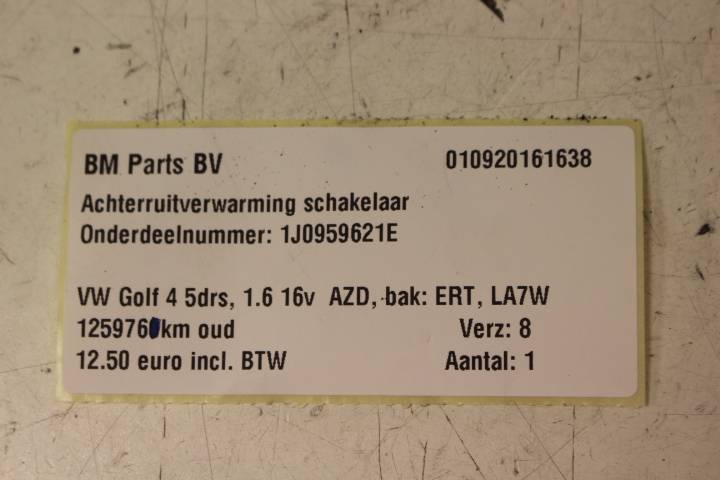 BM Parts BV 010920161638
Achterruitverwarming schakelaar
Onderdeelnummer: 1J0959621E
VW Golf 4 5drs, 1.6 16v AZD, bak: ERT, LA7W
km oud Verz: 8
12.50 euro incl. BTW Aantal: 1